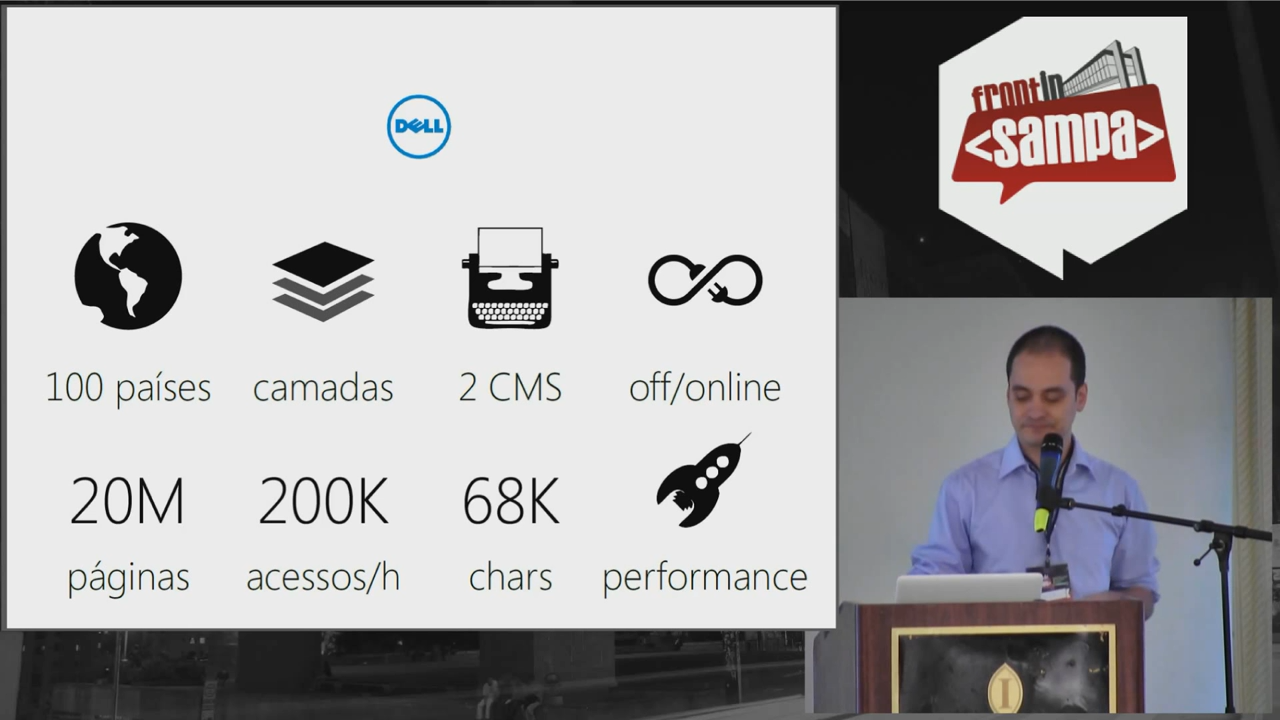 DELL
100 países
camadas
2 CMS
off/online
20M
200K
68K
páginas
acessos/h
chars
performance
frontin
<sampa>
I